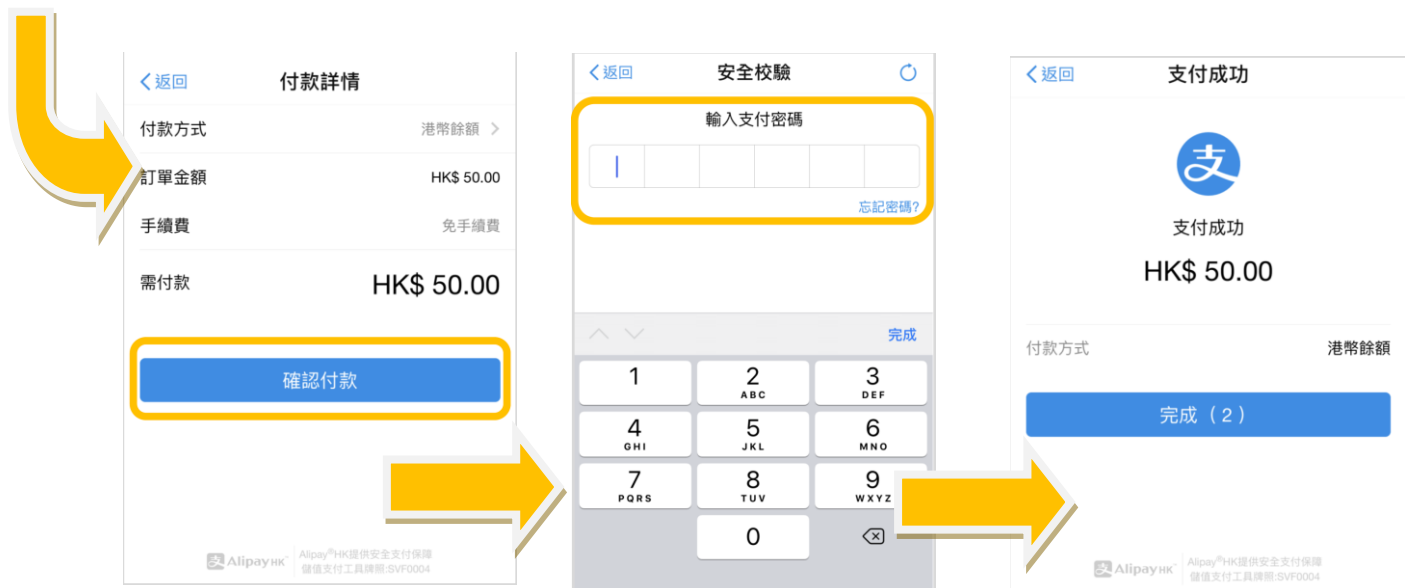 返回
付款詳情
付款方式 港幣餘額
訂單金額 HK$ 50.00
手續費 免手續費
需付款 HK$ 50.00
確認付款
支 AlipayHK™ Alipay®HK提供安全支付保障
儲值支付工具牌照:SVF0004
返回
安全校驗
輸入支付密碼
忘記密碼?
完成
1 2 3
ABC DEF
4 5 6
GHI JKL MNO
7 8 9
PQRS TUV WXYZ
0
返回
支付成功
支
支付成功
HK$ 50.00
付款方式 港幣餘額
完成（2）
支 AlipayHK™ Alipay®HK提供安全支付保障
儲值支付工具牌照:SVF0004